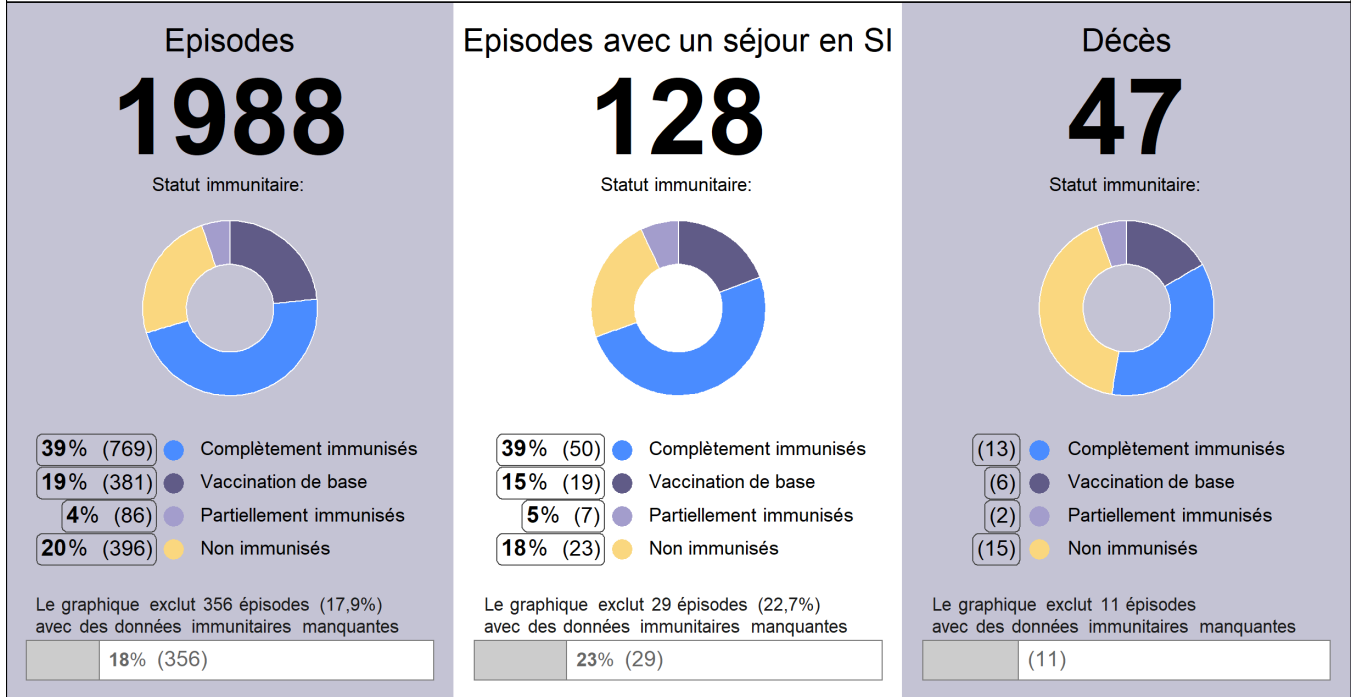 Episodes
1988
Statut immunitaire:
39% (769) Complètement immunisés
19% (381) Vaccination de base
4% (86) Partiellement immunisés
20% (396) Non immunisés
Le graphique exclut 356 épisodes (17,9%)
avec des données immunitaires manquantes
18% (356)
Episodes avec un séjour en SI
128
Statut immunitaire:
39% (50) Complètement immunisés
15% (19) Vaccination de base
5% (7) Partiellement immunisés
18% (23) Non immunisés
Le graphique exclut 29 épisodes (22,7%)
avec des données immunitaires manquantes
23% (29)
Décès
47
Statut immunitaire:
(13) Complètement immunisés
(6) Vaccination de base
(2) Partiellement immunisés
(15) Non immunisés
Le graphique exclut 11 épisodes
avec des données immunitaires manquantes
(11)